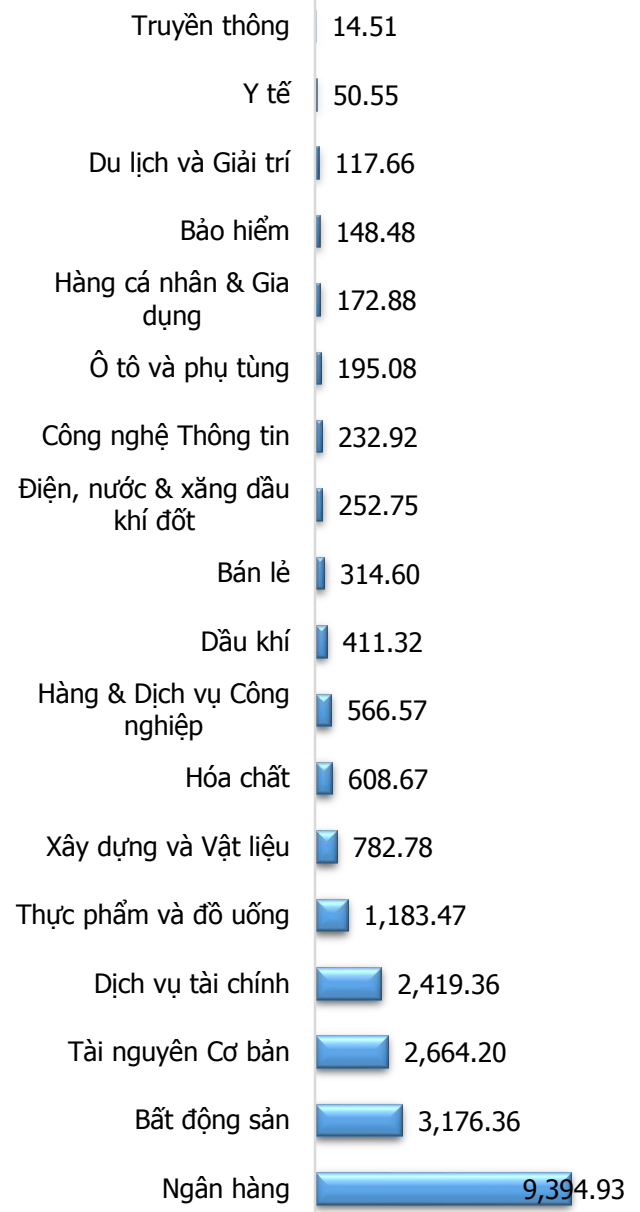 Truyền thông 14.51
Y tế 50.55
Du lịch và Giải trí 117.66
Bảo hiểm 148.48
Hàng cá nhân & Gia
dụng 172.88
Ô tô và phụ tùng 195.08
Công nghệ Thông tin 232.92
Điện, nước & xăng dầu
khí đốt 252.75
Bán lẻ 314.60
Dầu khí 411.32
Hàng & Dịch vụ Công
nghiệp 566.57
Hóa chất 608.67
Xây dựng và Vật liệu 782.78
Thực phẩm và đồ uống 1,183.47
Dịch vụ tài chính 2,419.36
Tài nguyên Cơ bản 2,664.20
Bất động sản 3,176.36
Ngân hàng 9,394.93